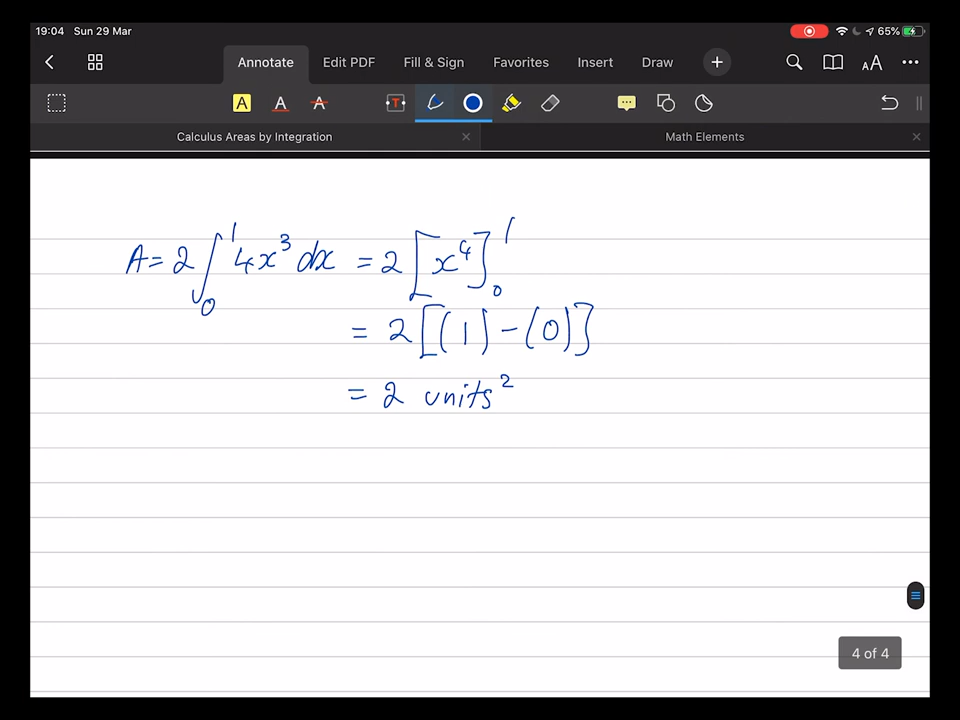 19:04 Sun 29 Mar 65%
Annotate Edit PDF Fill & Sign Favorites Insert Draw
A T A T
Calculus Areas by Integration Math Elements
A = 2 ∫₀¹ 4x³ dx = 2 [x⁴]₀¹
= 2 [(1) - (0)]
= 2 units²
4 of 4